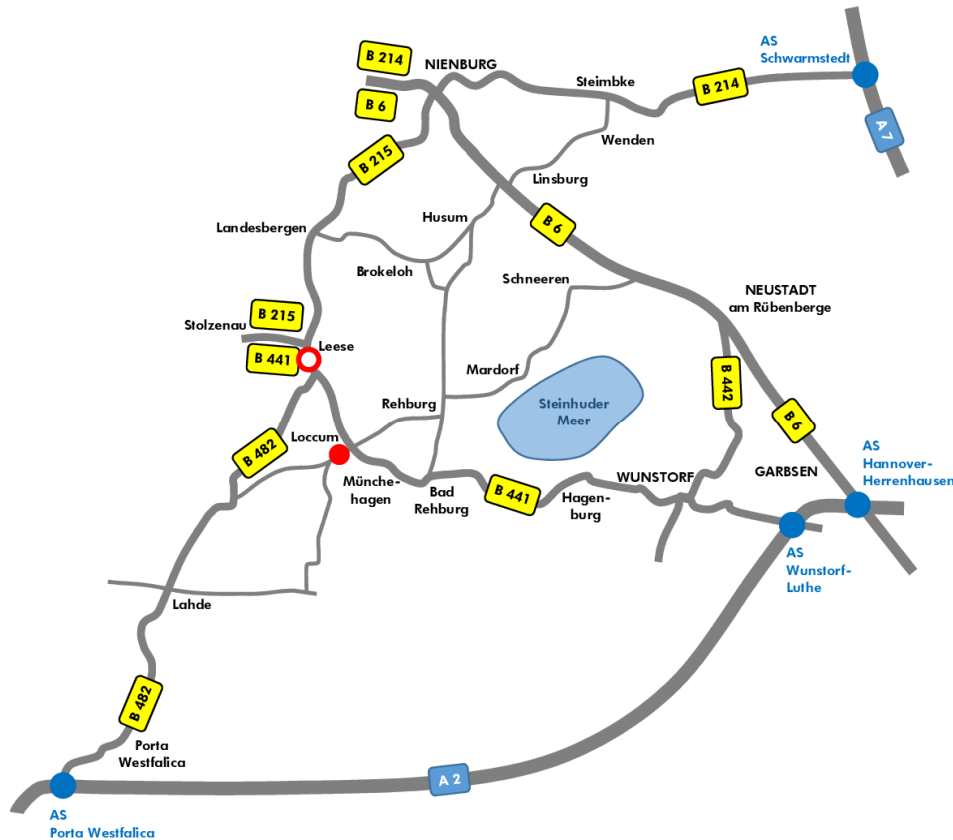 AS
Schwarmstedt
B 214
NIENBURG
Steimbke
B 214
B 6
A 7
Wenden
B 215
Linsburg
Husum
B 6
Landesbergen
Brokeloh
Schneeren
NEUSTADT
am Rübenberge
B 215
Stolzenau
Leese
B 441
Mardorf
B 442
Steinhuder
Meer
Rehburg
B 6
Loccum
B 482
AS
Hannover-
Herrenhausen
GARBSEN
WUNSTORF
Münche-
hagen
Bad
Rehburg
B 441
Hagen-
burg
AS
Wunstorf-
Luthe
Lahde
B 482
Porta
Westfalica
A 2
AS
Porta Westfalica